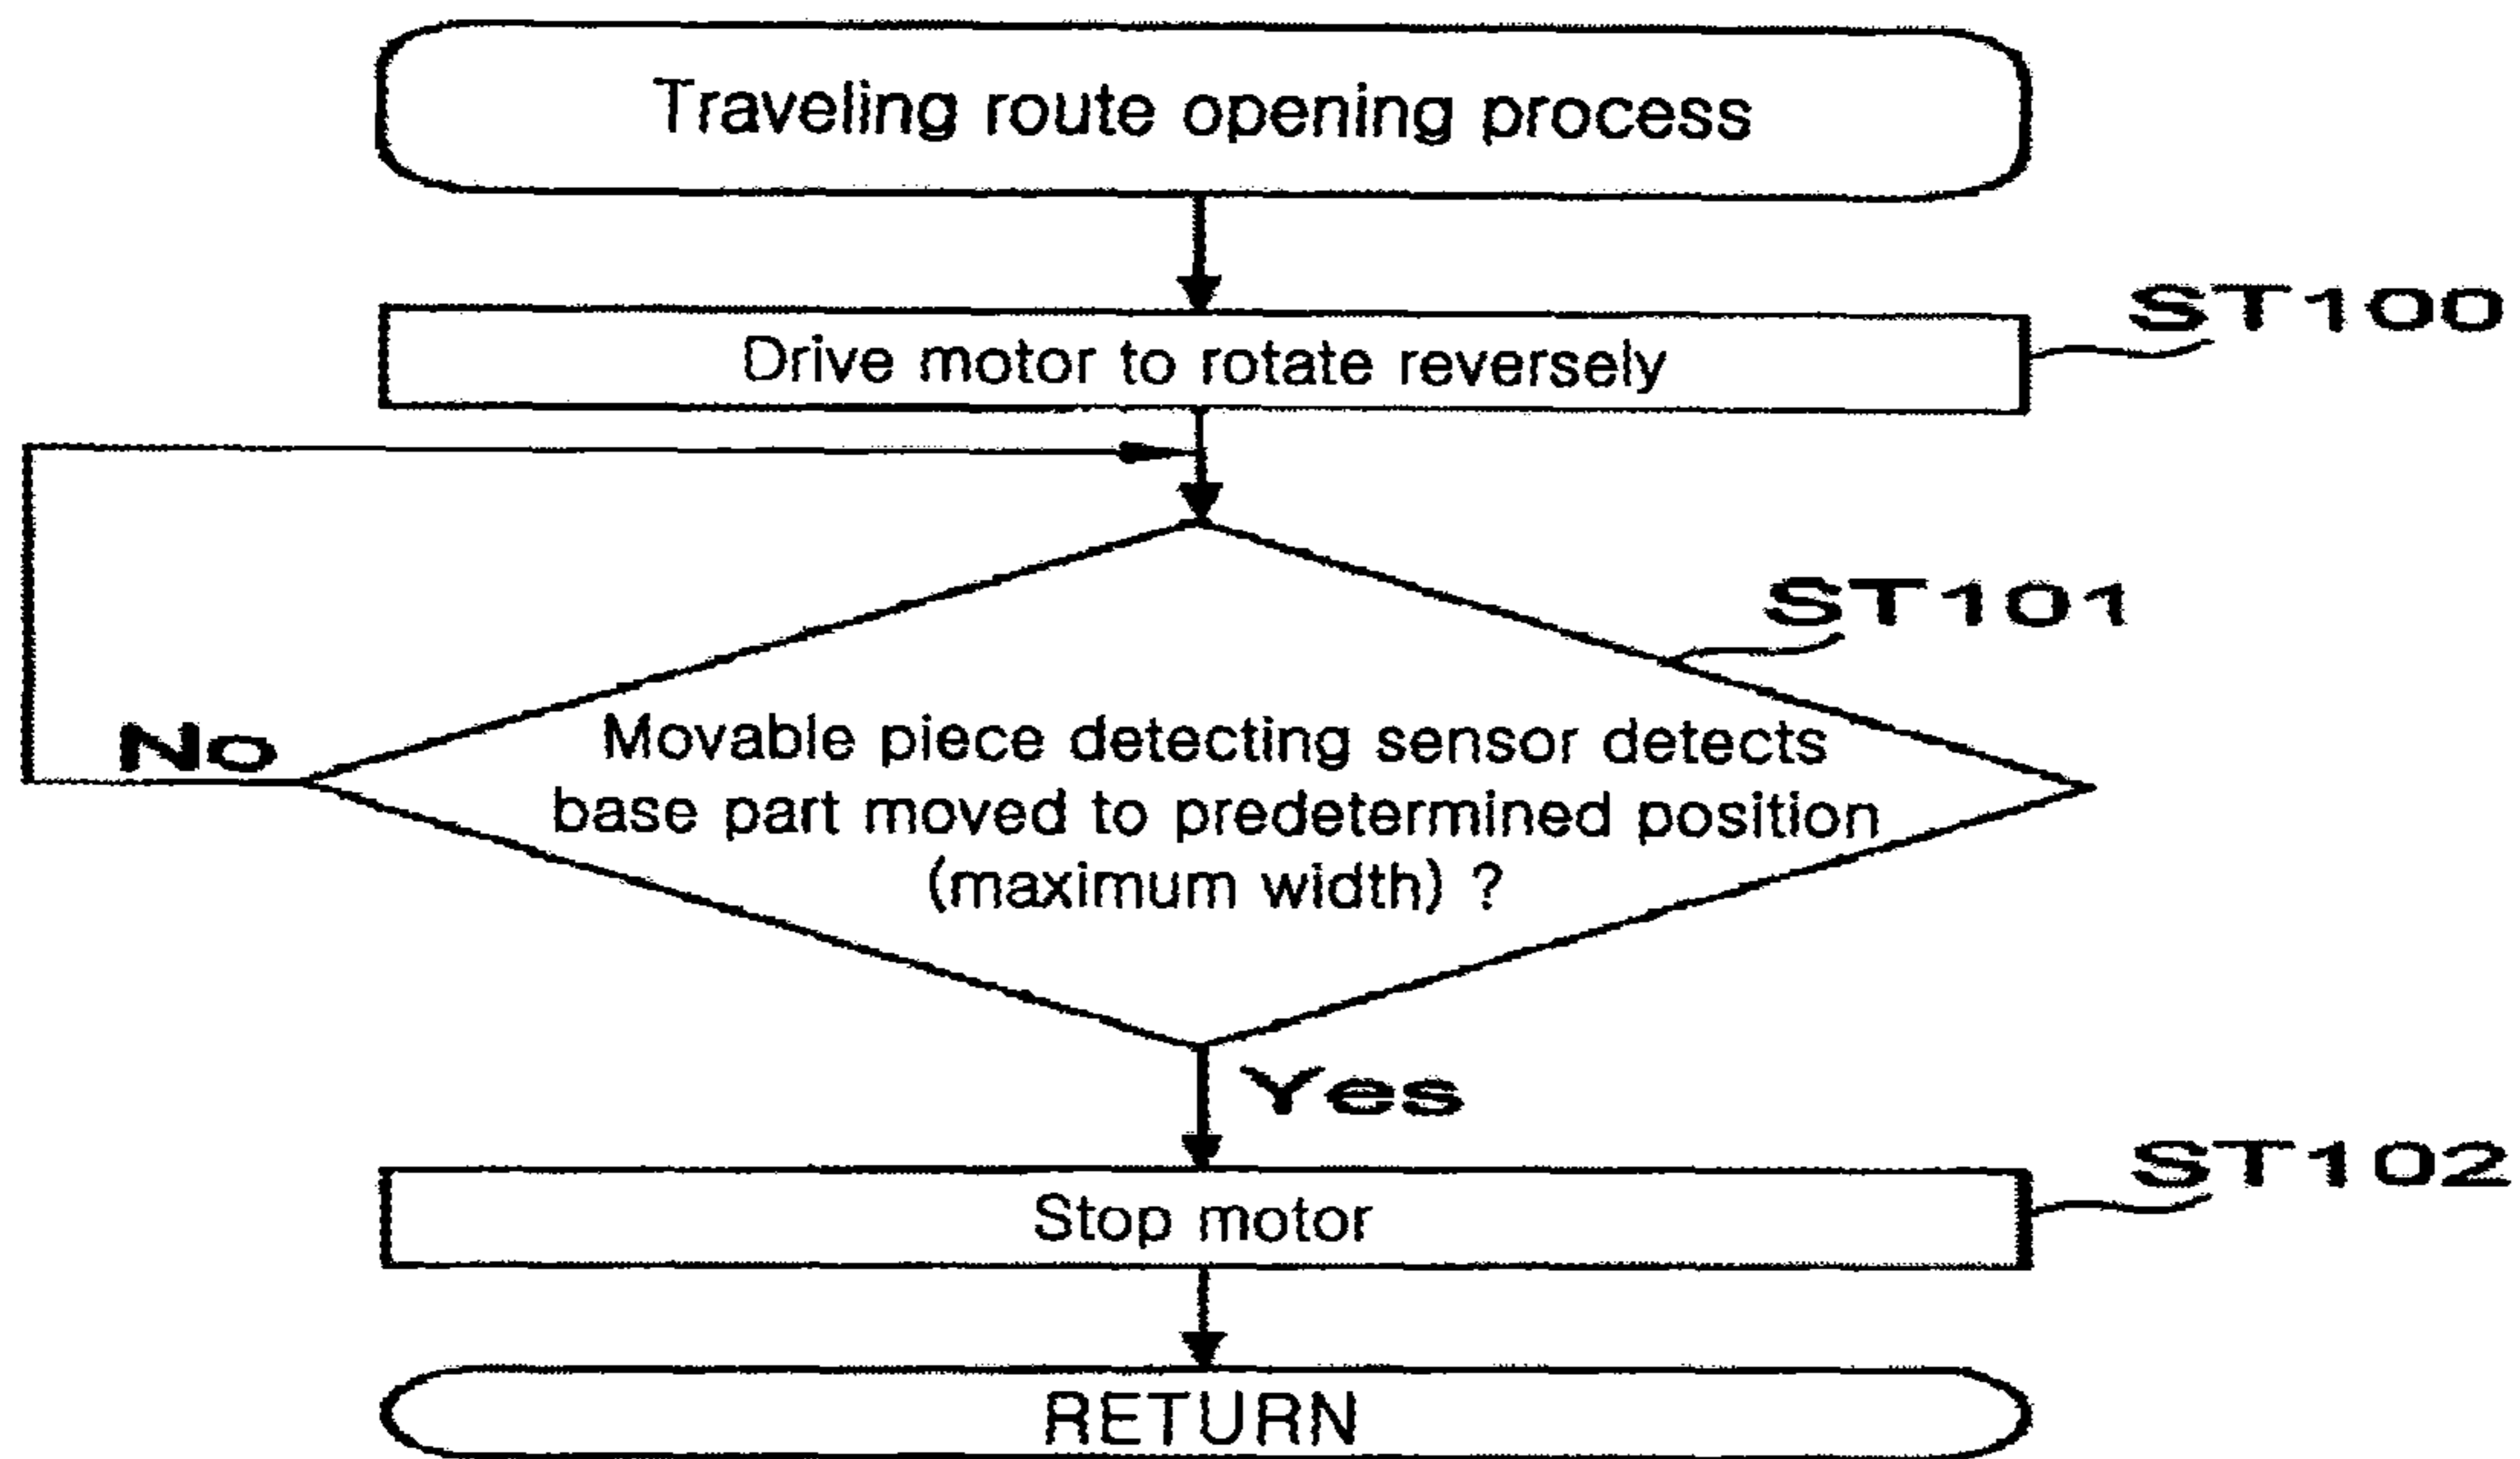 Traveling route opening process
ST100
Drive motor to rotate reversely
ST101
No
Movable piece detecting sensor detects
base part moved to predetermined position
(maximum width) ?
Yes
ST102
Stop motor
RETURN